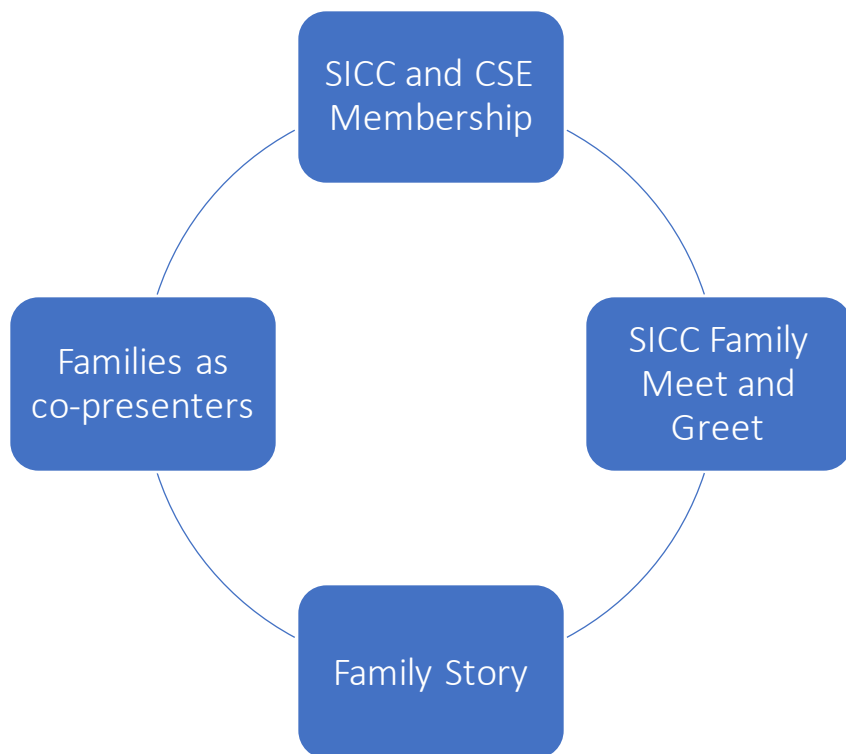 SICC and CSE
Membership
SICC Family
Meet and
Greet
Family Story
Families as
co-presenters